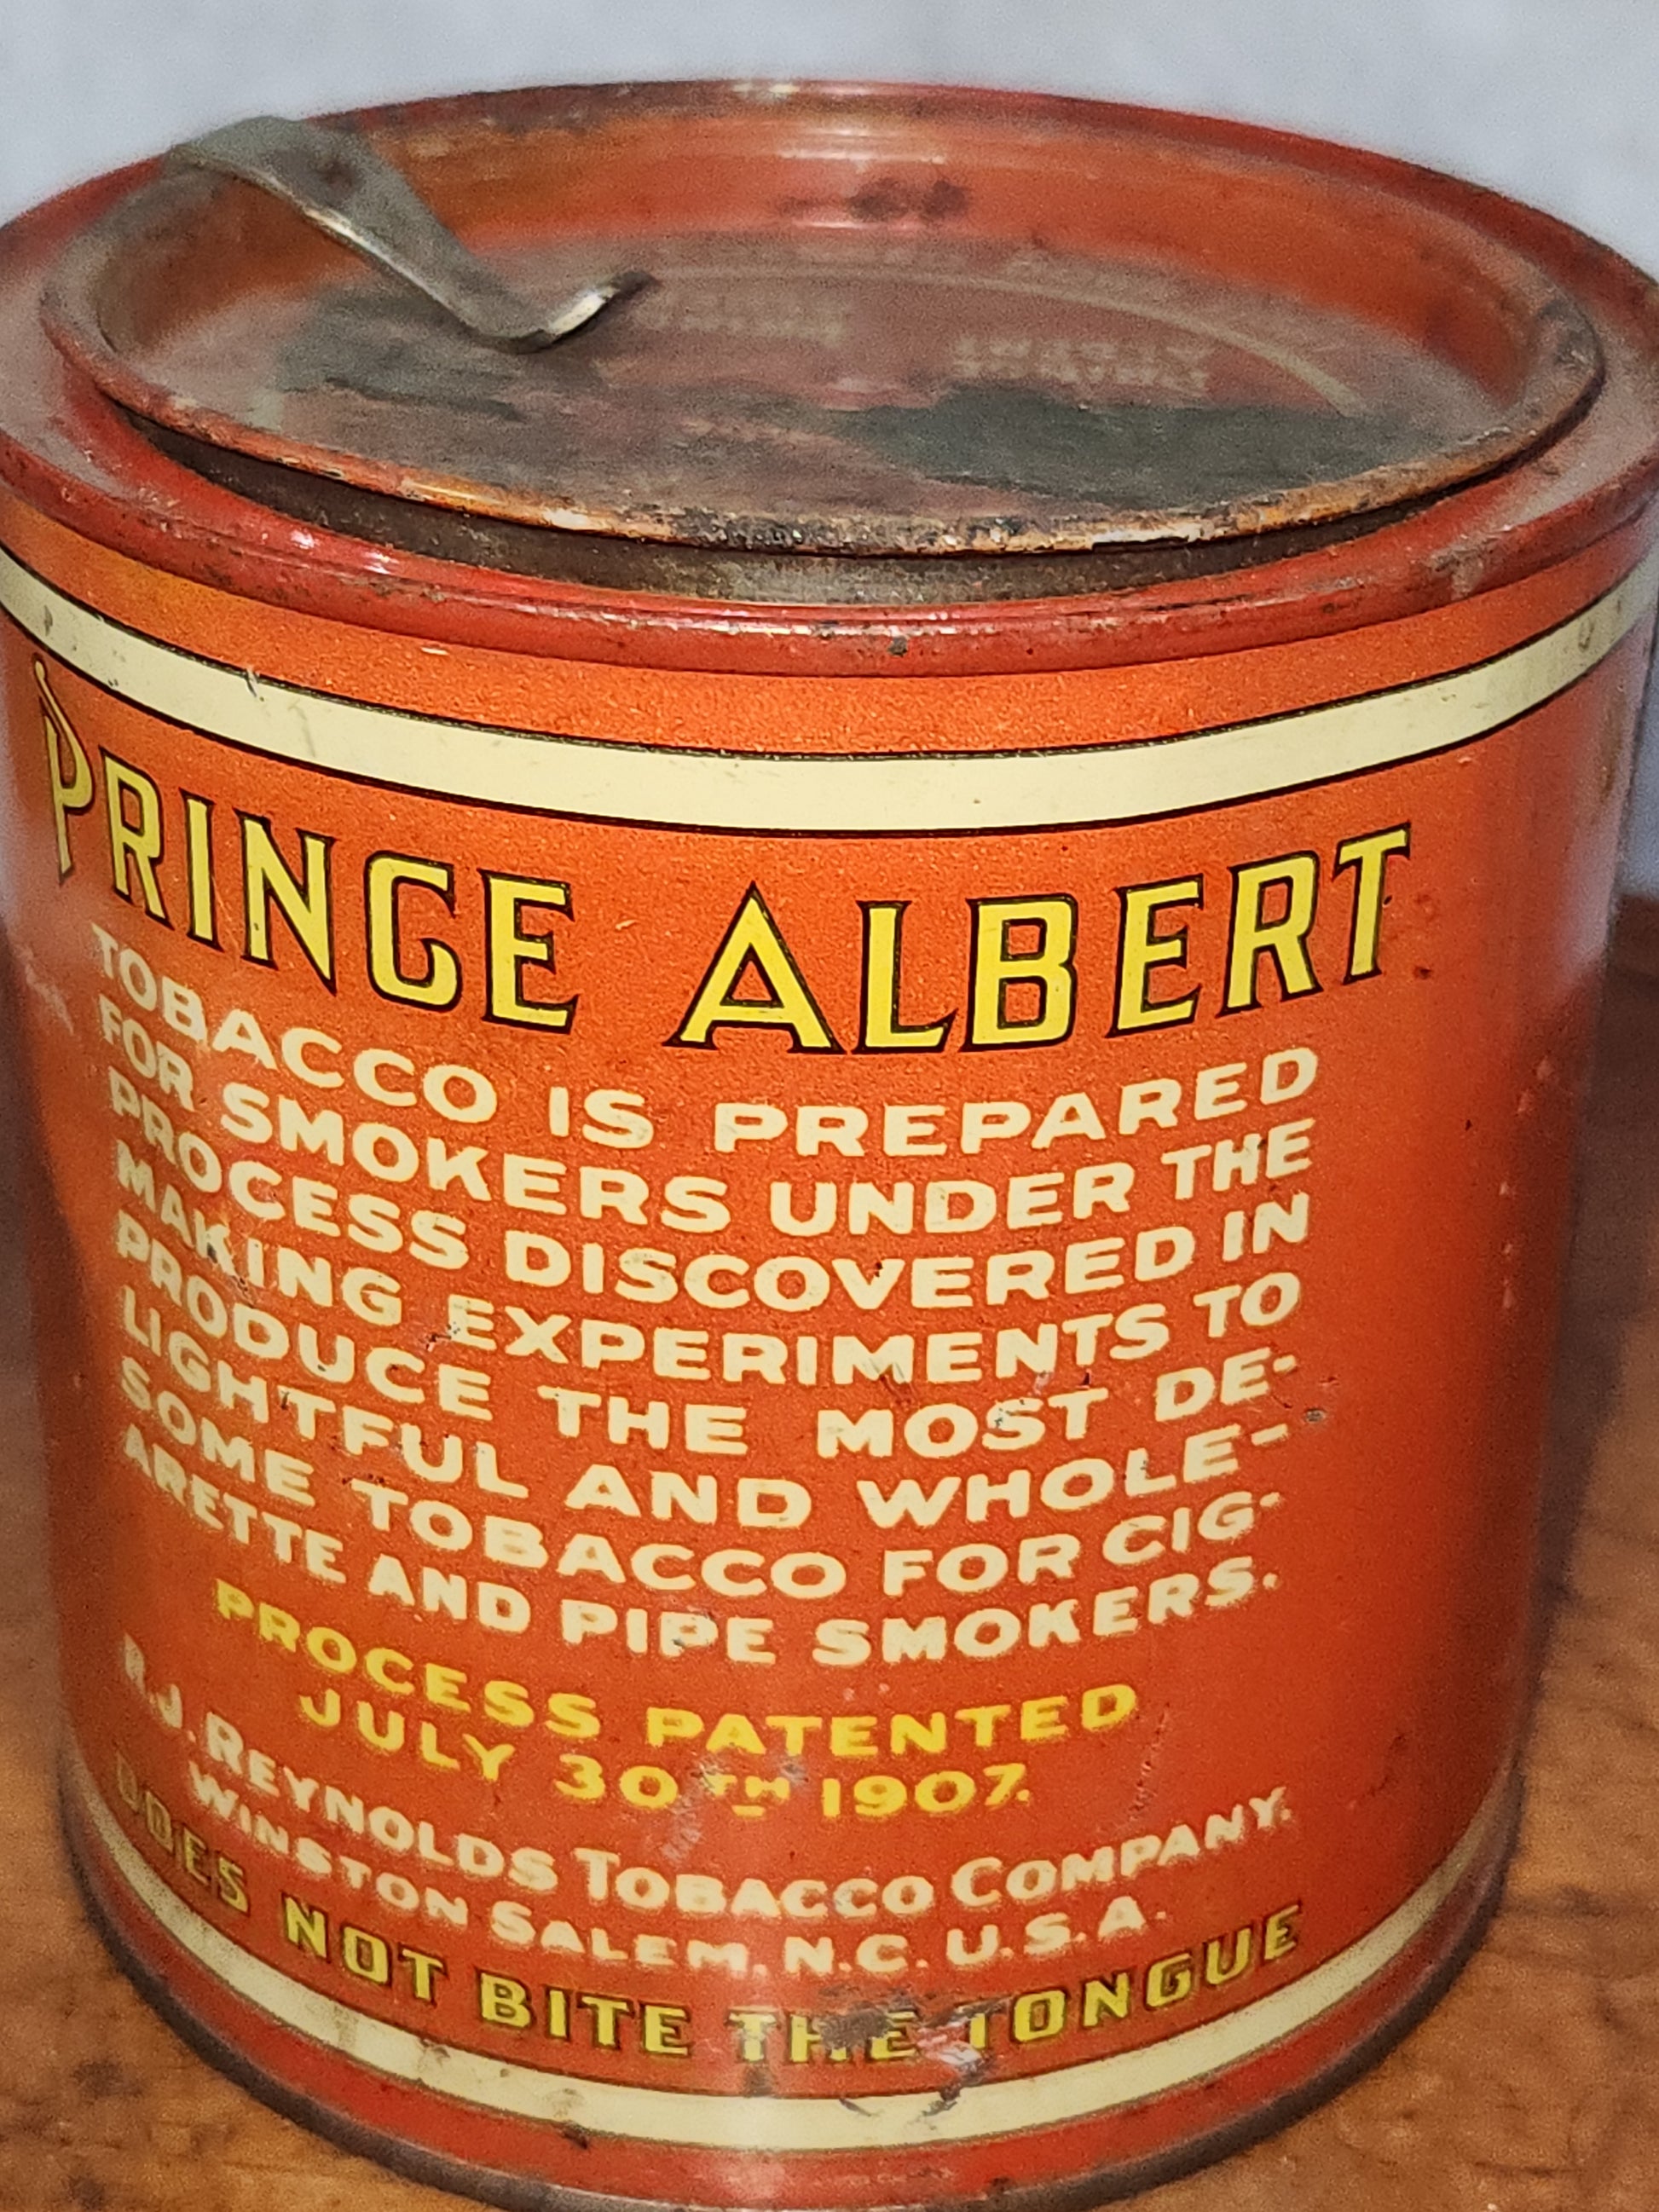 PRINCE ALBERT
TOBACCO IS PREPARED
FOR SMOKERS UNDER THE
PROCESS DISCOVERED IN
MAKING EXPERIMENTS TO
PRODUCE THE MOST DE-
LIGHTFUL AND WHOLE-
SOME TOBACCO FOR CIG-
ARETTE AND PIPE SMOKERS.
PROCESS PATENTED
JULY 30TH 1907.
R.J. REYNOLDS TOBACCO COMPANY.
WINSTON SALEM, N.C. U.S.A.
DOES NOT BITE THE TONGUE